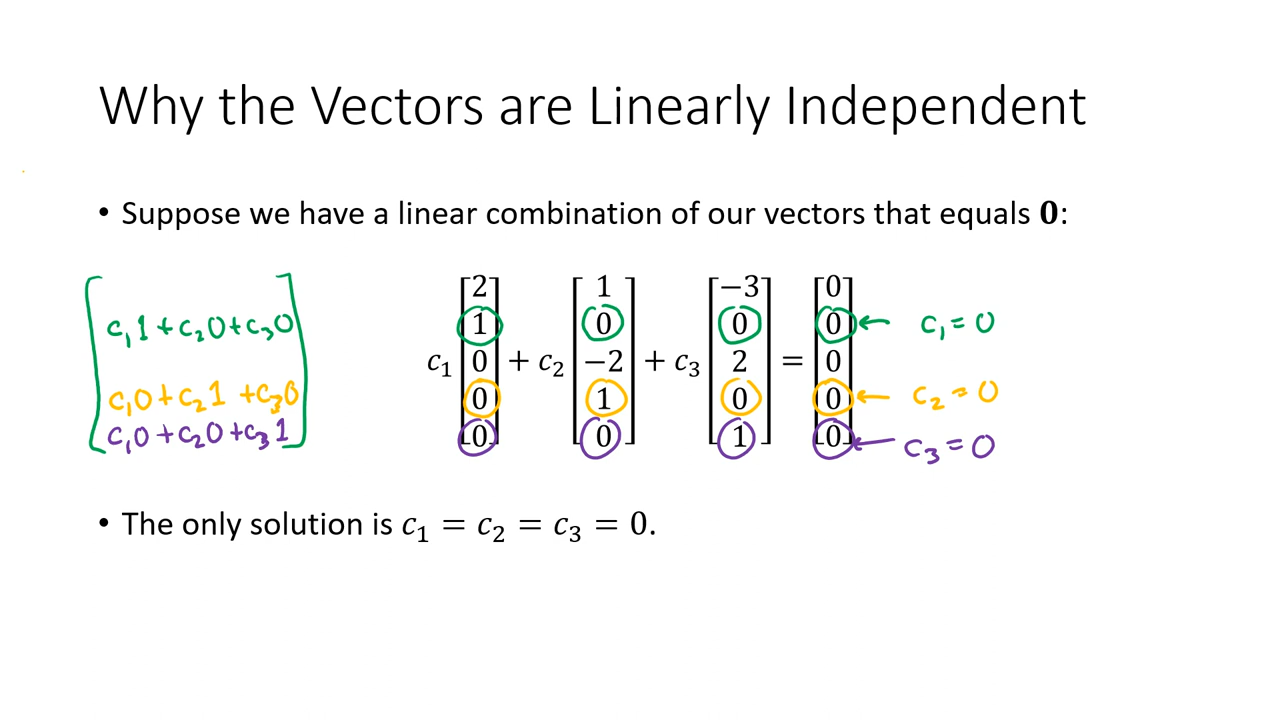 Why the Vectors are Linearly Independent
• Suppose we have a linear combination of our vectors that equals 𝟎:
c₁1 + c₂0 + c₃0
c₁0 + c₂1 + c₃0
c₁0 + c₂0 + c₃1
c₁ [2 1 0 0 0] + c₂ [1 0 −2 1 0] + c₃ [−3 0 2 0 1] = [0 0 0 0 0]
← c₁ = 0
← c₂ = 0
← c₃ = 0
• The only solution is c₁ = c₂ = c₃ = 0.